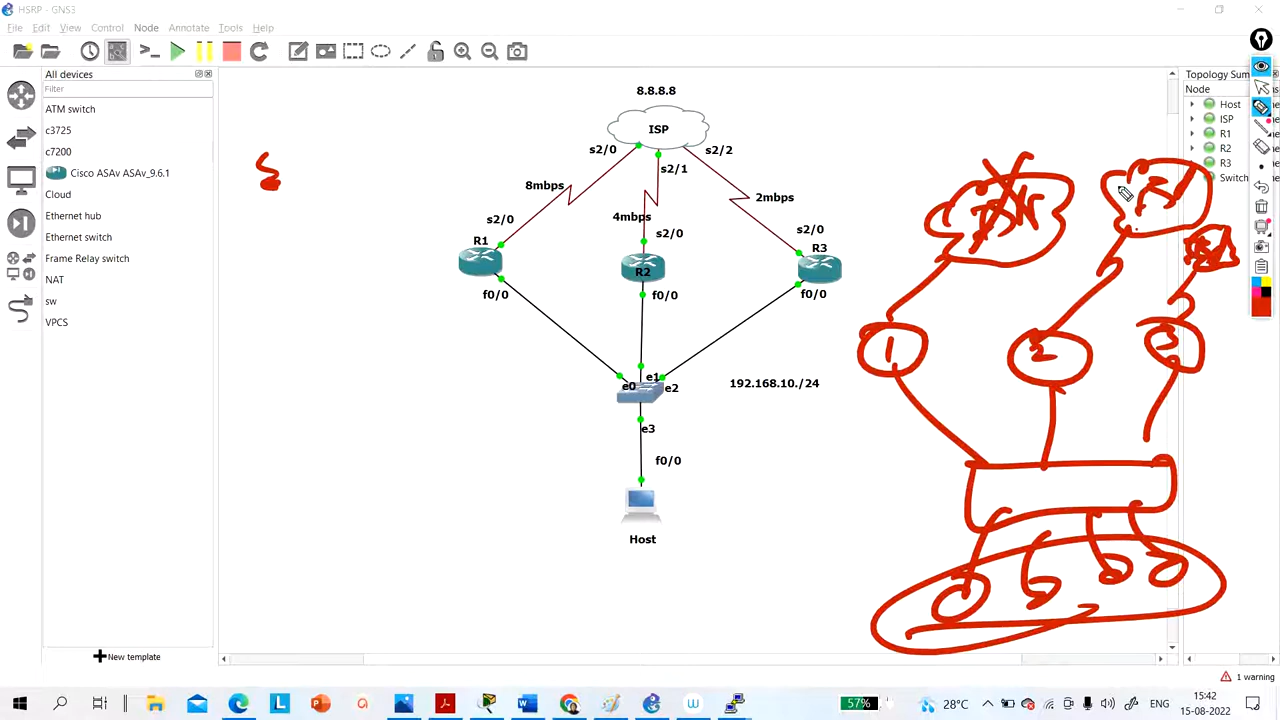 HSRP - GNS3
File Edit View Control Node Annotate Tools Help
All devices
Filter
ATM switch
c3725
c7200
Cisco ASAv ASAv_9.6.1
Cloud
Ethernet hub
Ethernet switch
Frame Relay switch
NAT
sw
VPCS
New template
8.8.8.8
ISP
s2/0
s2/1
s2/2
8mbps
4mbps
2mbps
s2/0
s2/0
s2/0
R1
R2
R3
f0/0
f0/0
f0/0
e0
e1
e2
192.168.10./24
e3
f0/0
Host
1
2
3
Topology Sum
Node
Host
ISP
R1
R2
R3
Switch
1 warning
57%
28°C
ENG
15:42
15-08-2022